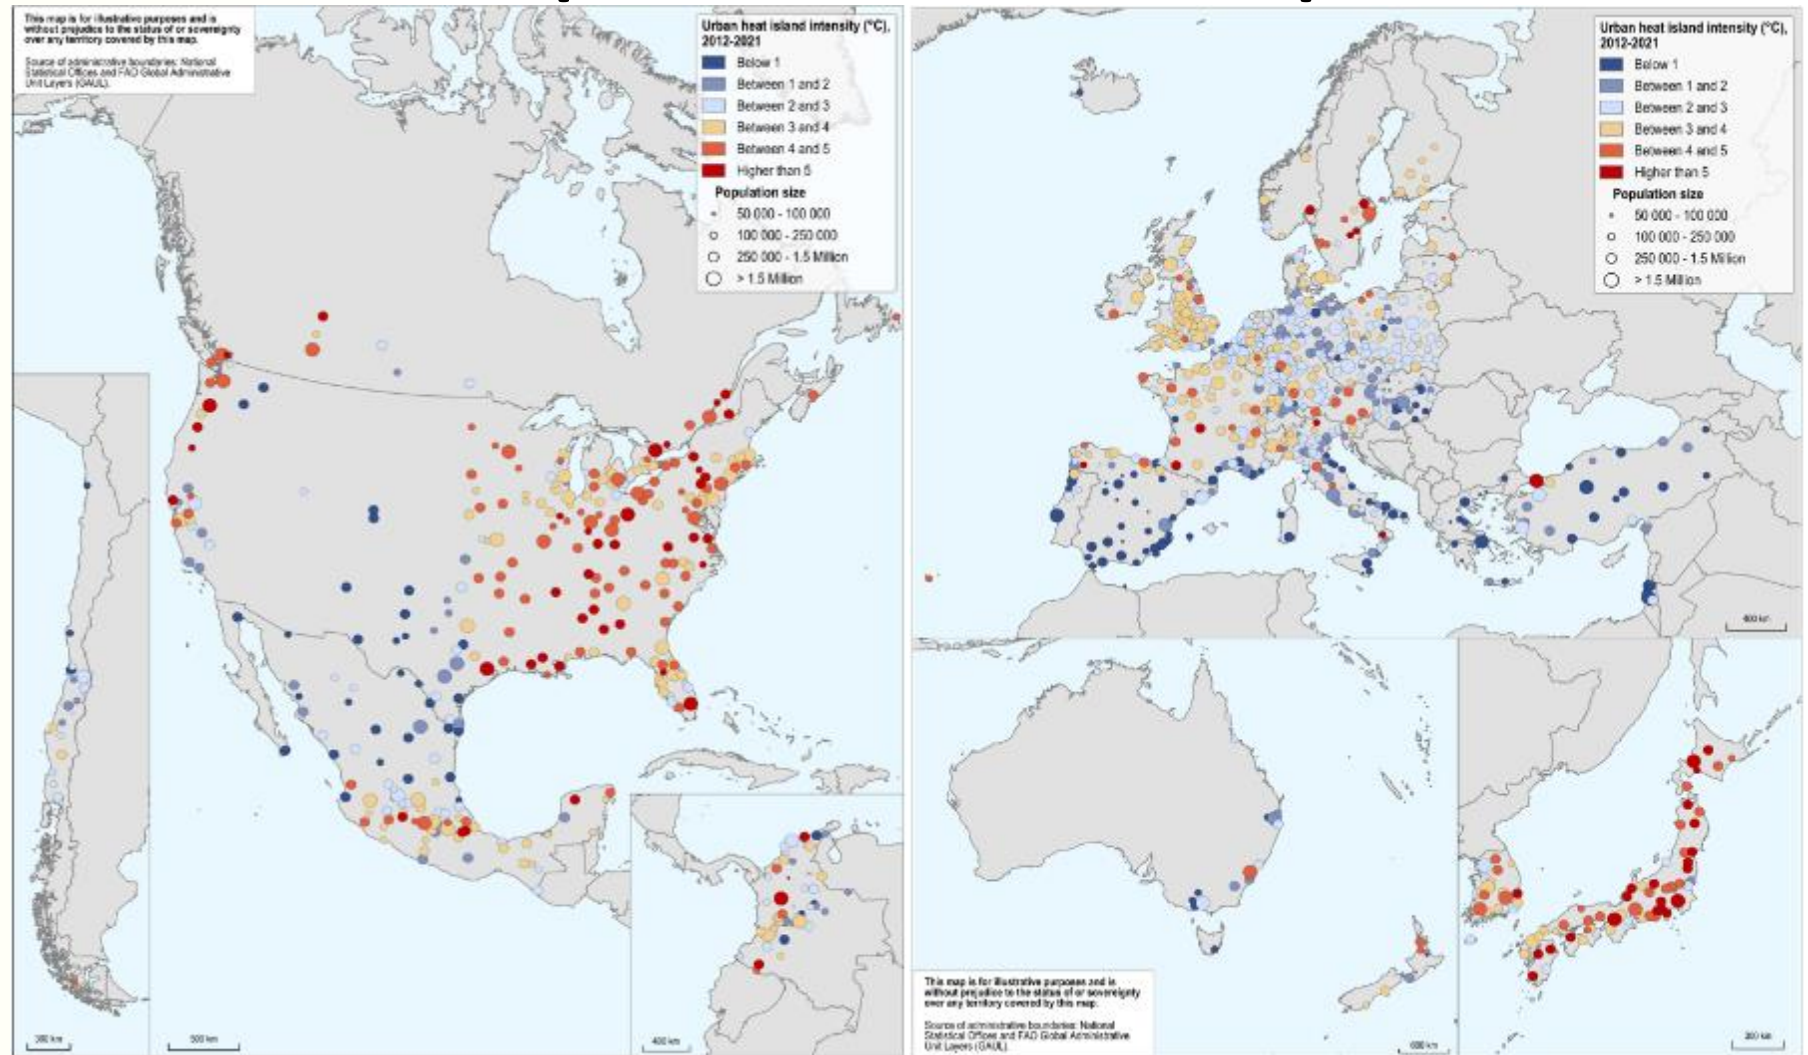 This map is for illustrative purposes and is
without prejudice to the status of or sovereignty
over any territory covered by this map.
Source of administrative boundaries: National
Statistical Offices and FAO Global Administrative
Unit Layers (GAUL).
Urban heat island intensity (°C),
2012-2021
Below 1
Between 1 and 2
Between 2 and 3
Between 3 and 4
Between 4 and 5
Higher than 5
Population size
50 000 - 100 000
100 000 - 250 000
250 000 - 1.5 Million
> 1.5 Million
300 km
500 km
400 km
Urban heat island intensity (°C),
2012-2021
Below 1
Between 1 and 2
Between 2 and 3
Between 3 and 4
Between 4 and 5
Higher than 5
Population size
50 000 - 100 000
100 000 - 250 000
250 000 - 1.5 Million
> 1.5 Million
400 km
This map is for illustrative purposes and is
without prejudice to the status of or sovereignty
over any territory covered by this map.
Source of administrative boundaries: National
Statistical Offices and FAO Global Administrative
Unit Layers (GAUL).
600 km
200 km